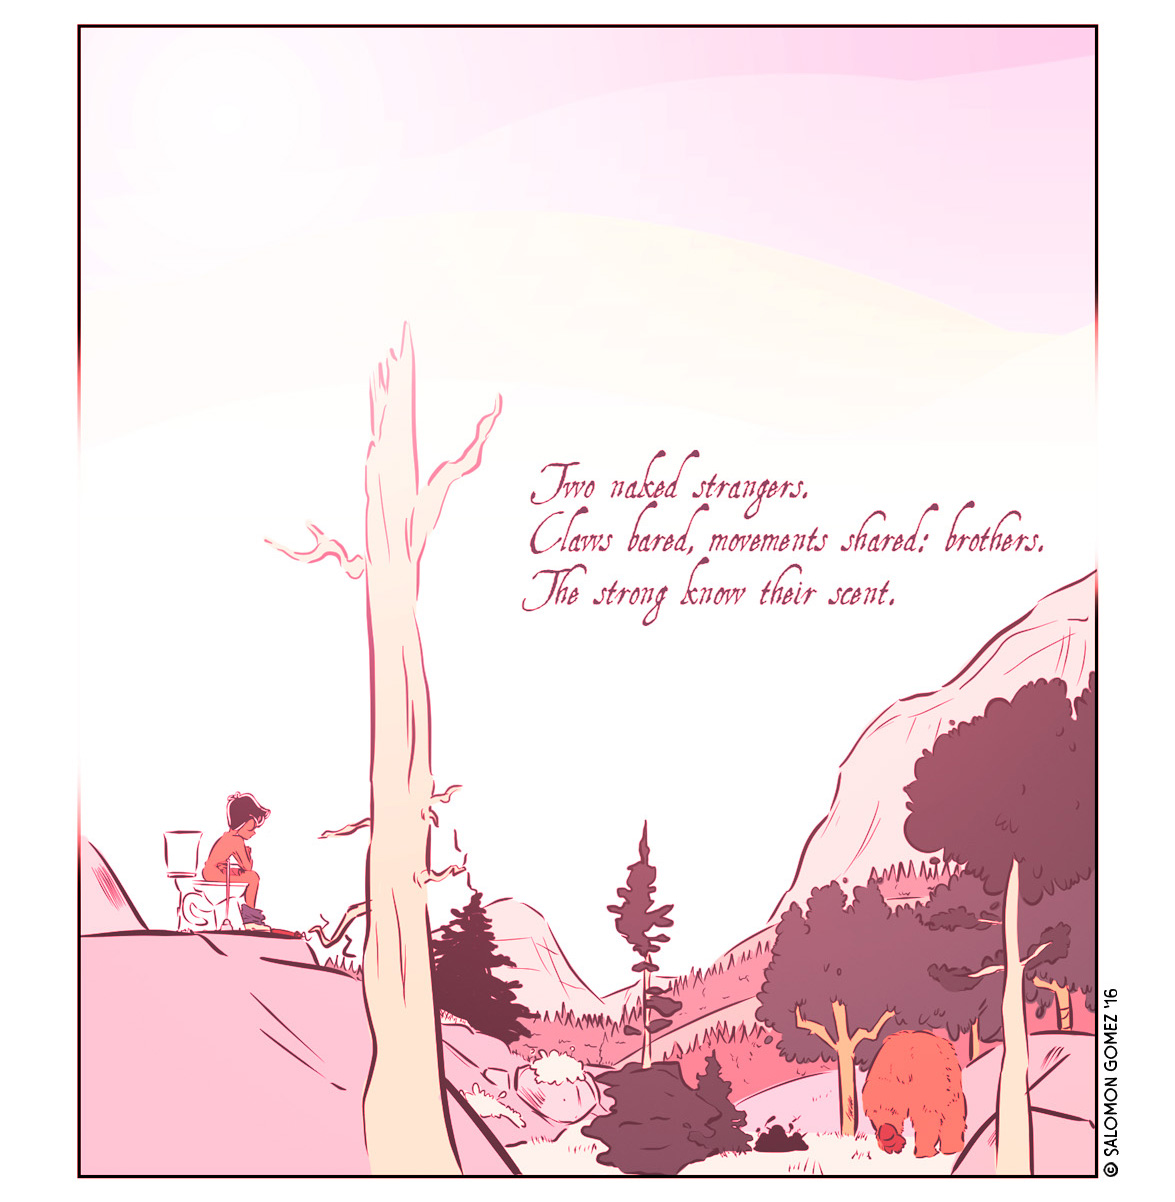 Two naked strangers.
Claws bared, movements shared: brothers.
The strong know their scent.
© SALOMON GOMEZ '16